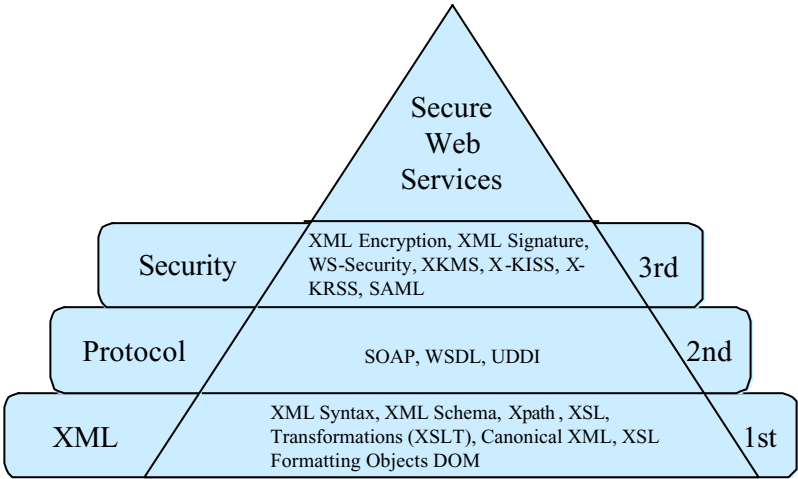 Secure
Web
Services
Security
XML Encryption, XML Signature,
WS-Security, XKMS, X-KISS, X-
KRSS, SAML
3rd
Protocol
SOAP, WSDL, UDDI
2nd
XML
XML Syntax, XML Schema, Xpath , XSL,
Transformations (XSLT), Canonical XML, XSL
Formatting Objects DOM
1st